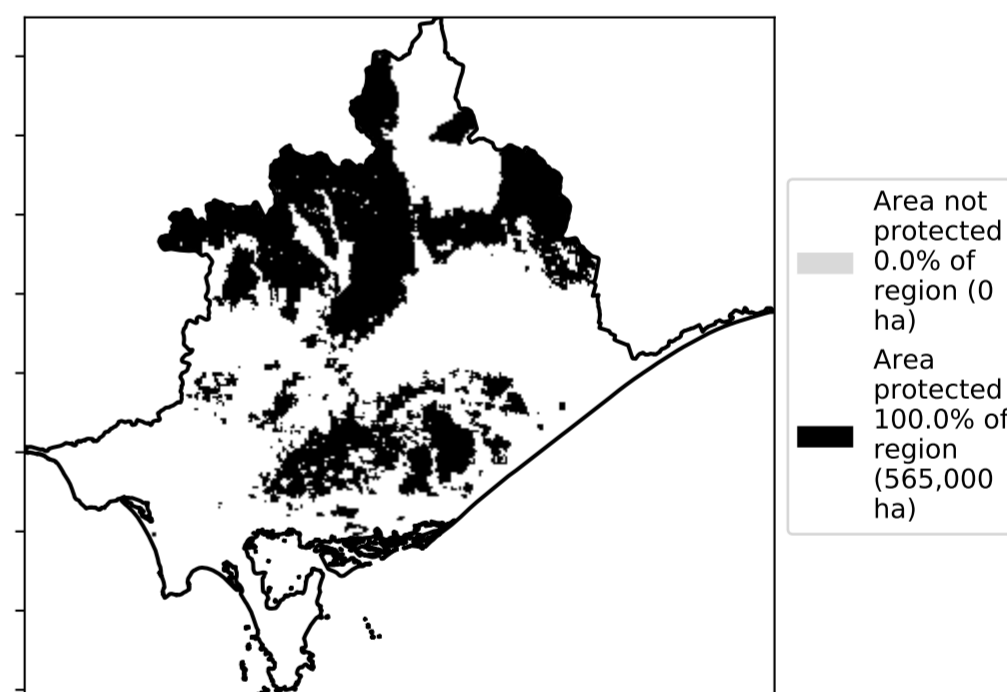 Area not
protected
0.0% of
region (0
ha)
Area
protected
100.0% of
region
(565,000
ha)